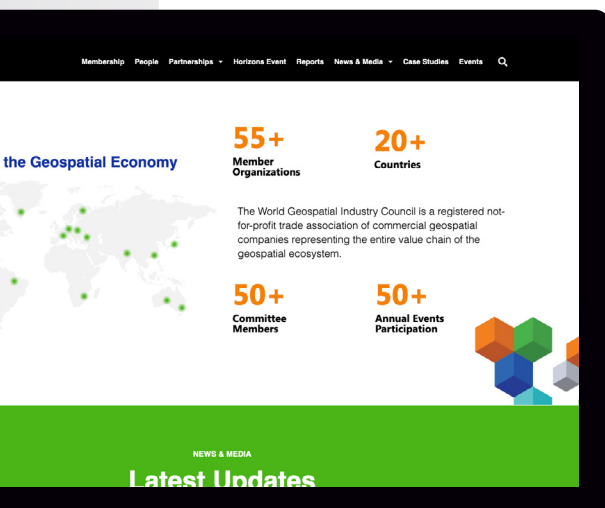 Membership People Partnerships Horizons Event Reports News & Media Case Studies Events
the Geospatial Economy
55+
Member
Organizations
20+
Countries
The World Geospatial Industry Council is a registered not-
for-profit trade association of commercial geospatial
companies representing the entire value chain of the
geospatial ecosystem.
50+
Committee
Members
50+
Annual Events
Participation
NEWS & MEDIA
Latest Updates